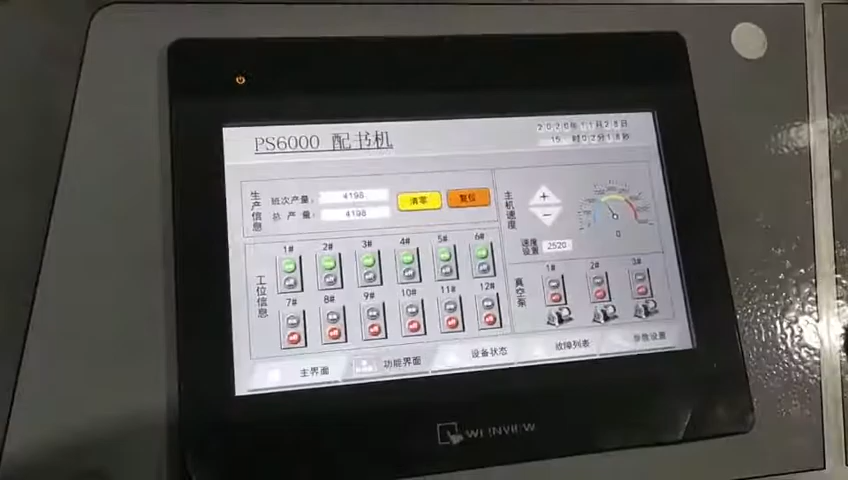 PS6000 配书机
2020年11月28日
15时02分18秒
生产信息
班次产量: 4198
清零
复位
总产量: 4198
主机速度
+
-
0
速度设置 2520
工位信息
1# 2# 3# 4# 5# 6#
7# 8# 9# 10# 11# 12#
真空泵
1# 2# 3#
主界面
功能界面
设备状态
故障列表
参数设置
WEINVIEW